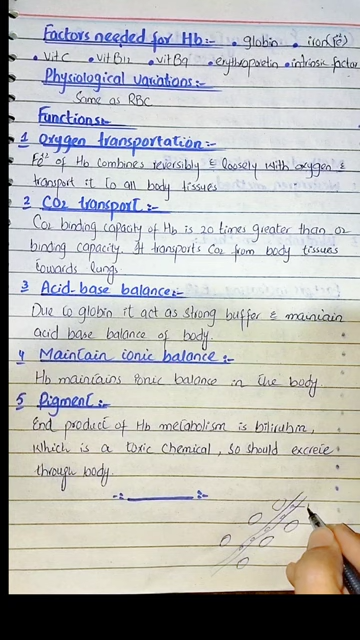 Factors needed for Hb:- • globin • iron(Fe²⁺)
• vit C • vit B12 • vit B9 • erythropoietin • intrinsic factor
Physiological variations:-
Same as RBC
Functions:-
1 Oxygen transportation:-
Fe²⁺ of Hb combines reversibly & loosely with oxygen &
transport it to all body tissues
2 CO2 transport:-
CO2 binding capacity of Hb is 20 times greater than O2
binding capacity. It transports CO2 from body tissues
towards lungs
3 Acid-base balance:-
Due to globin it act as strong buffer & maintain
acid base balance of body.
4 Maintain ionic balance:-
Hb maintains ionic balance in the body
5 Pigment:-
End product of Hb metabolism is
which is a toxic chemical, so should excrete
through body.